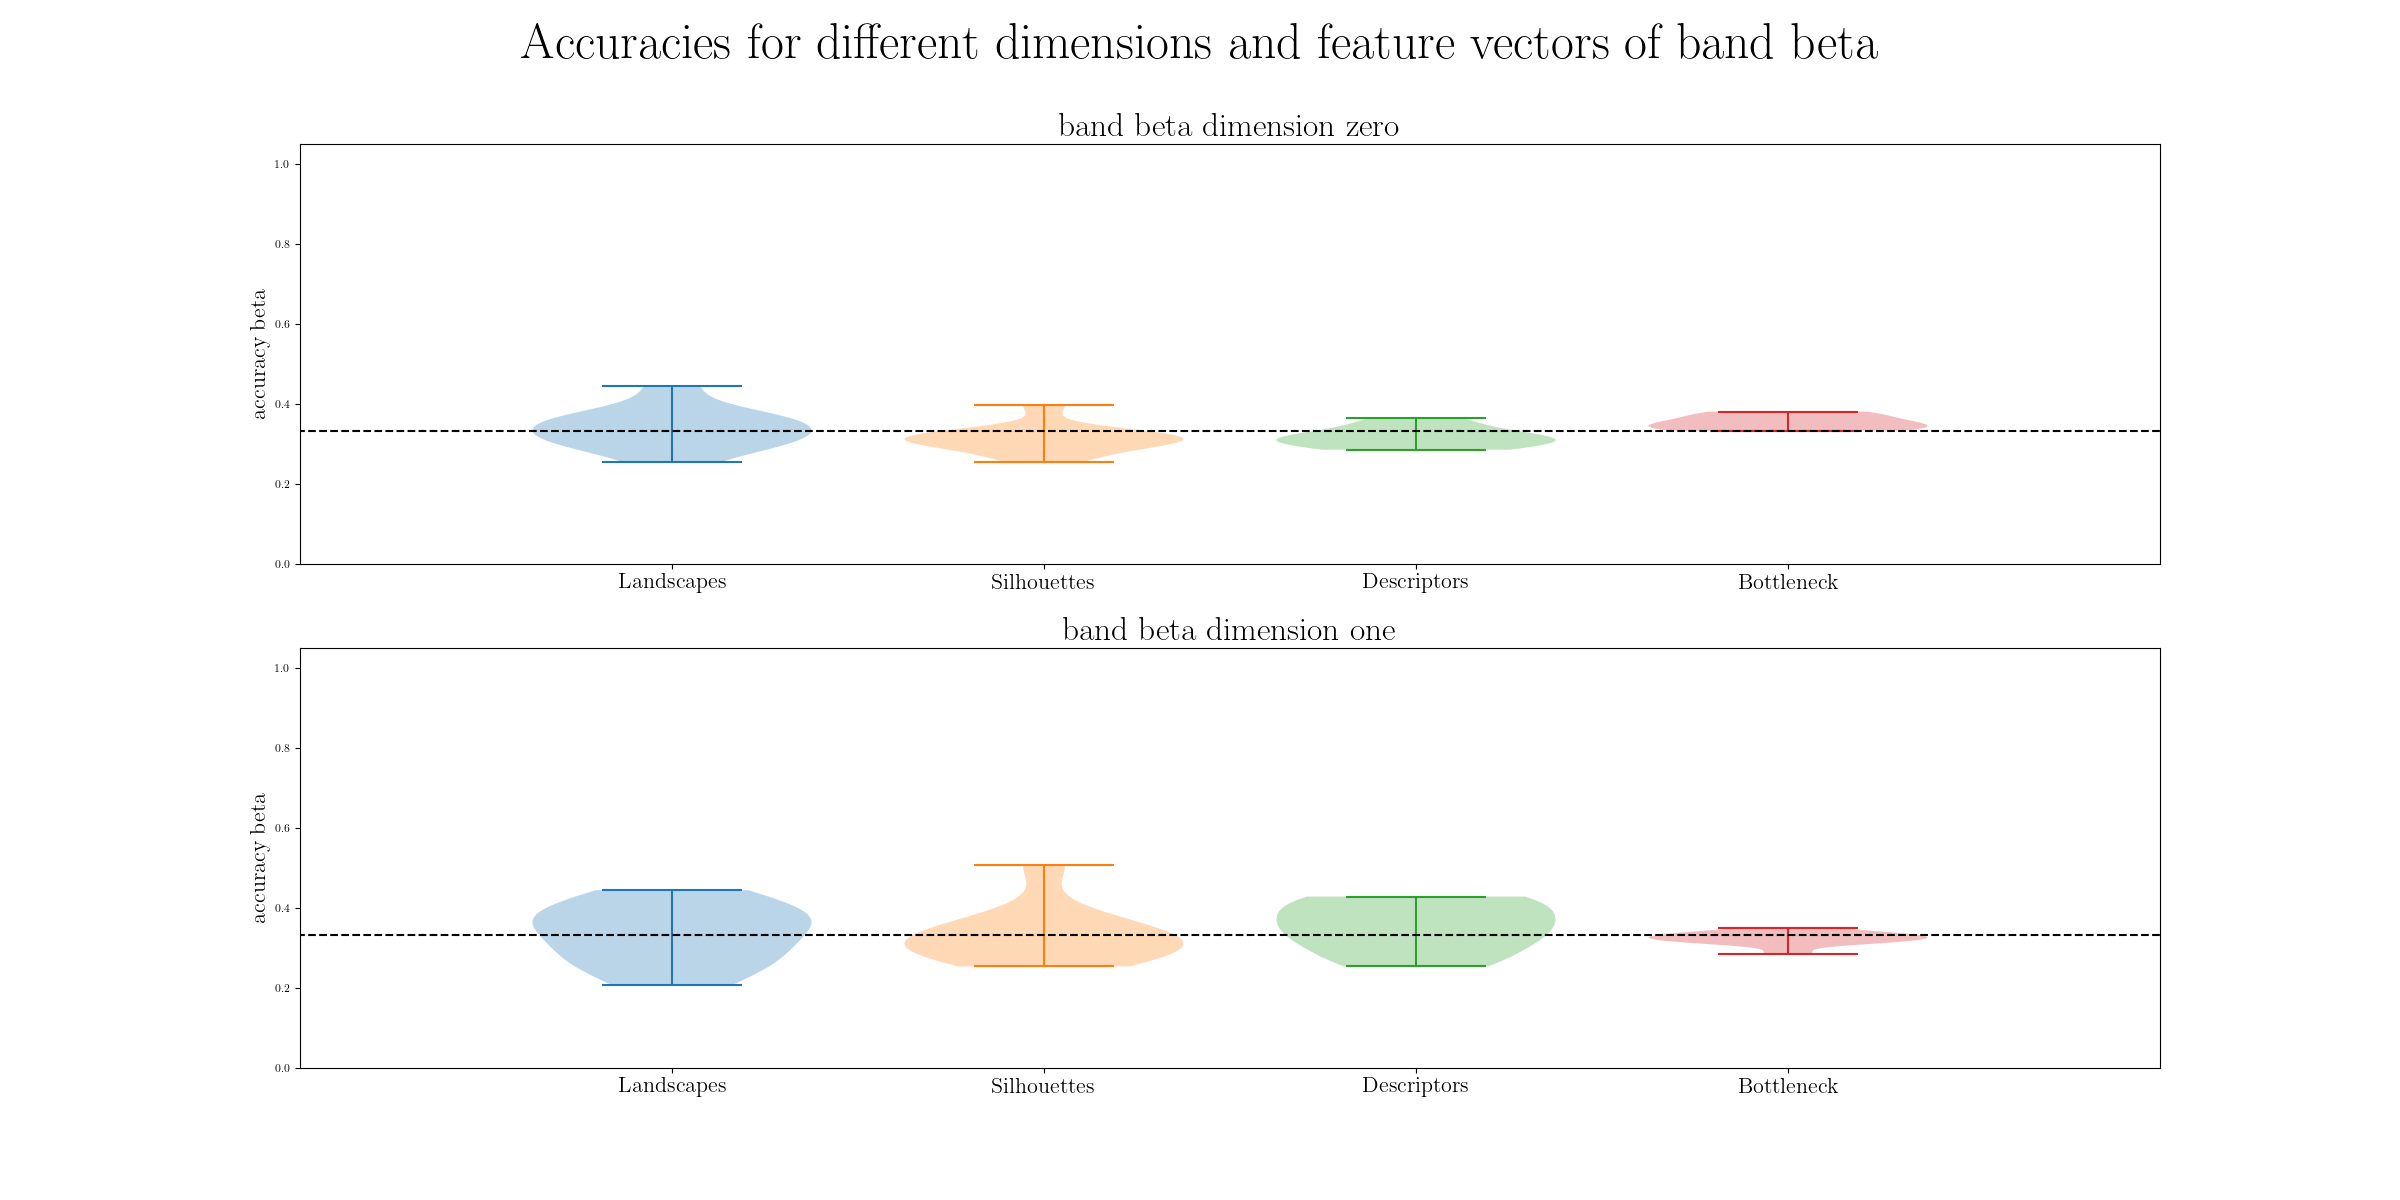 Accuracies for different dimensions and feature vectors of band beta
band beta dimension zero
1.0
0.8
0.6
0.4
0.2
0.0
accuracy beta
Landscapes Silhouettes Descriptors Bottleneck
band beta dimension one
1.0
0.8
0.6
0.4
0.2
0.0
accuracy beta
Landscapes Silhouettes Descriptors Bottleneck